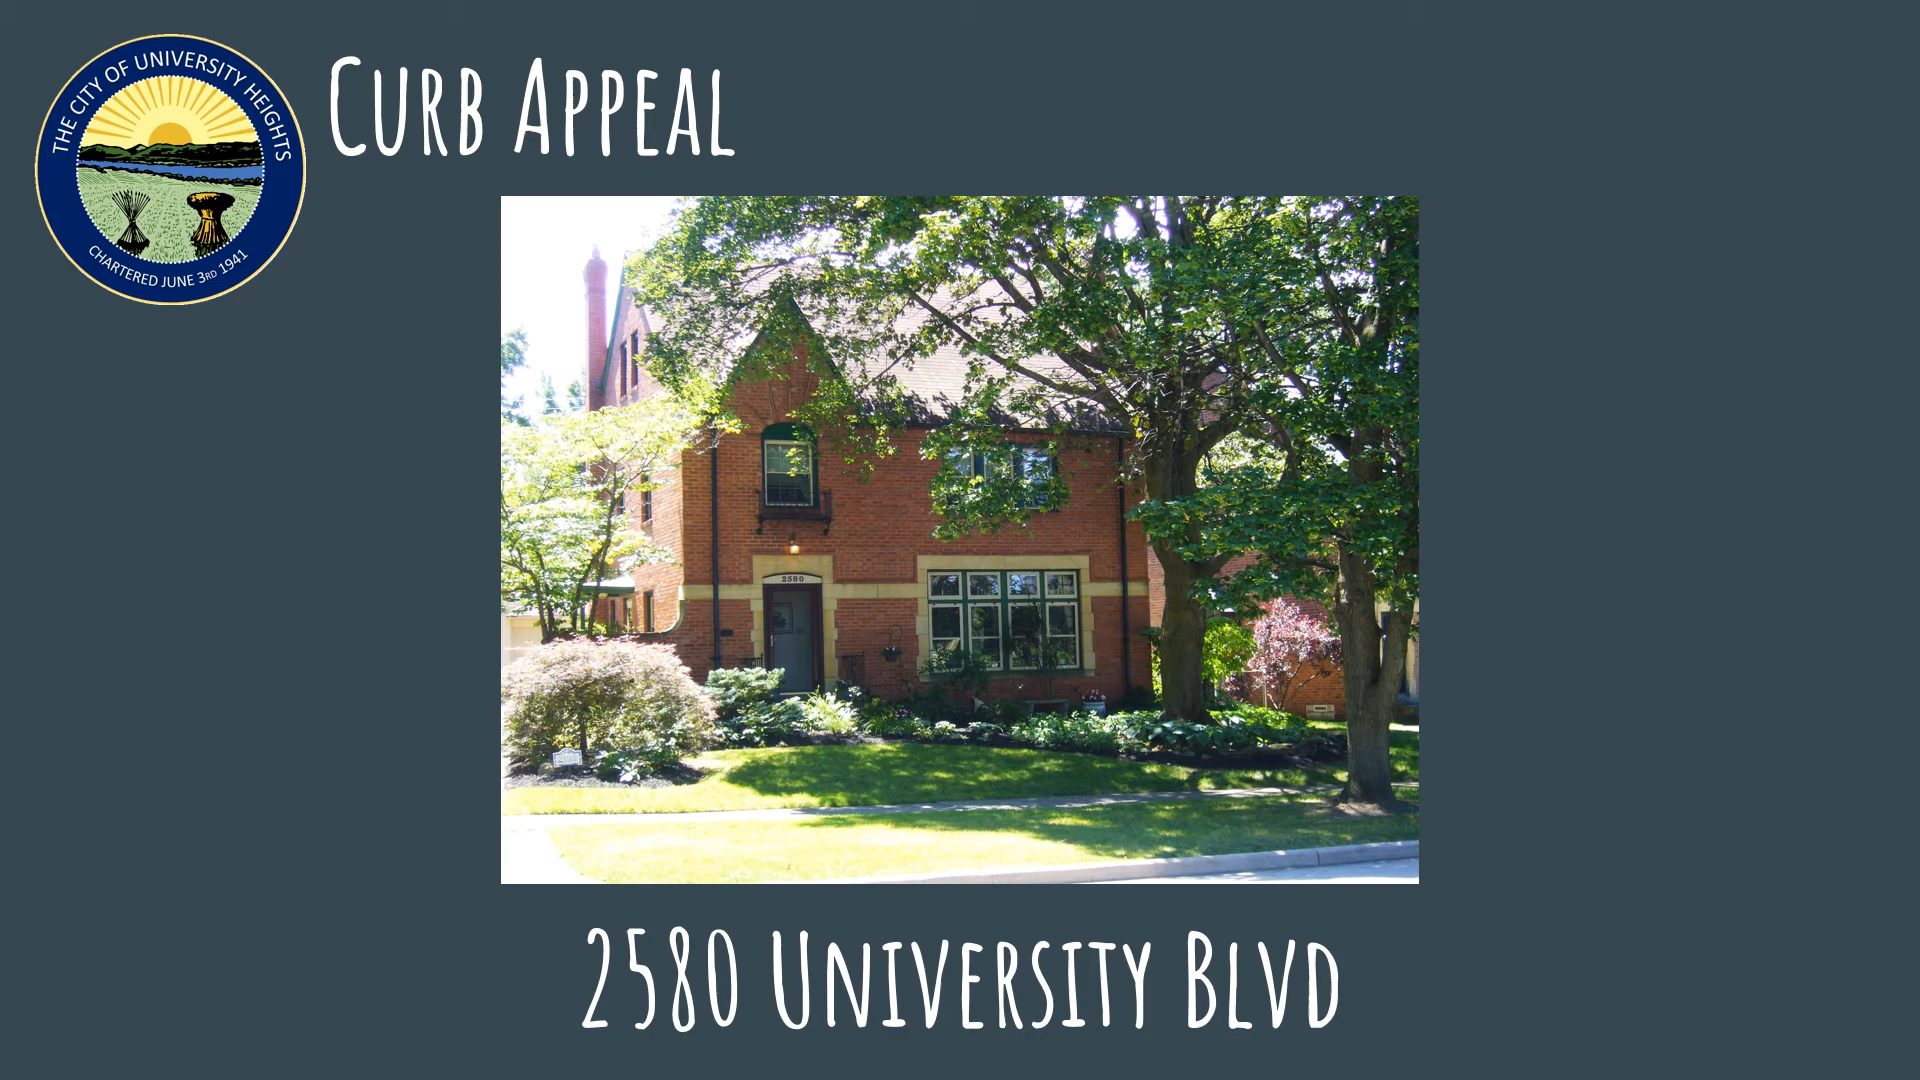 THE CITY OF UNIVERSITY HEIGHTS
CHARTERED JUNE 3RD 1941
CURB APPEAL
2580
2580 UNIVERSITY BLVD